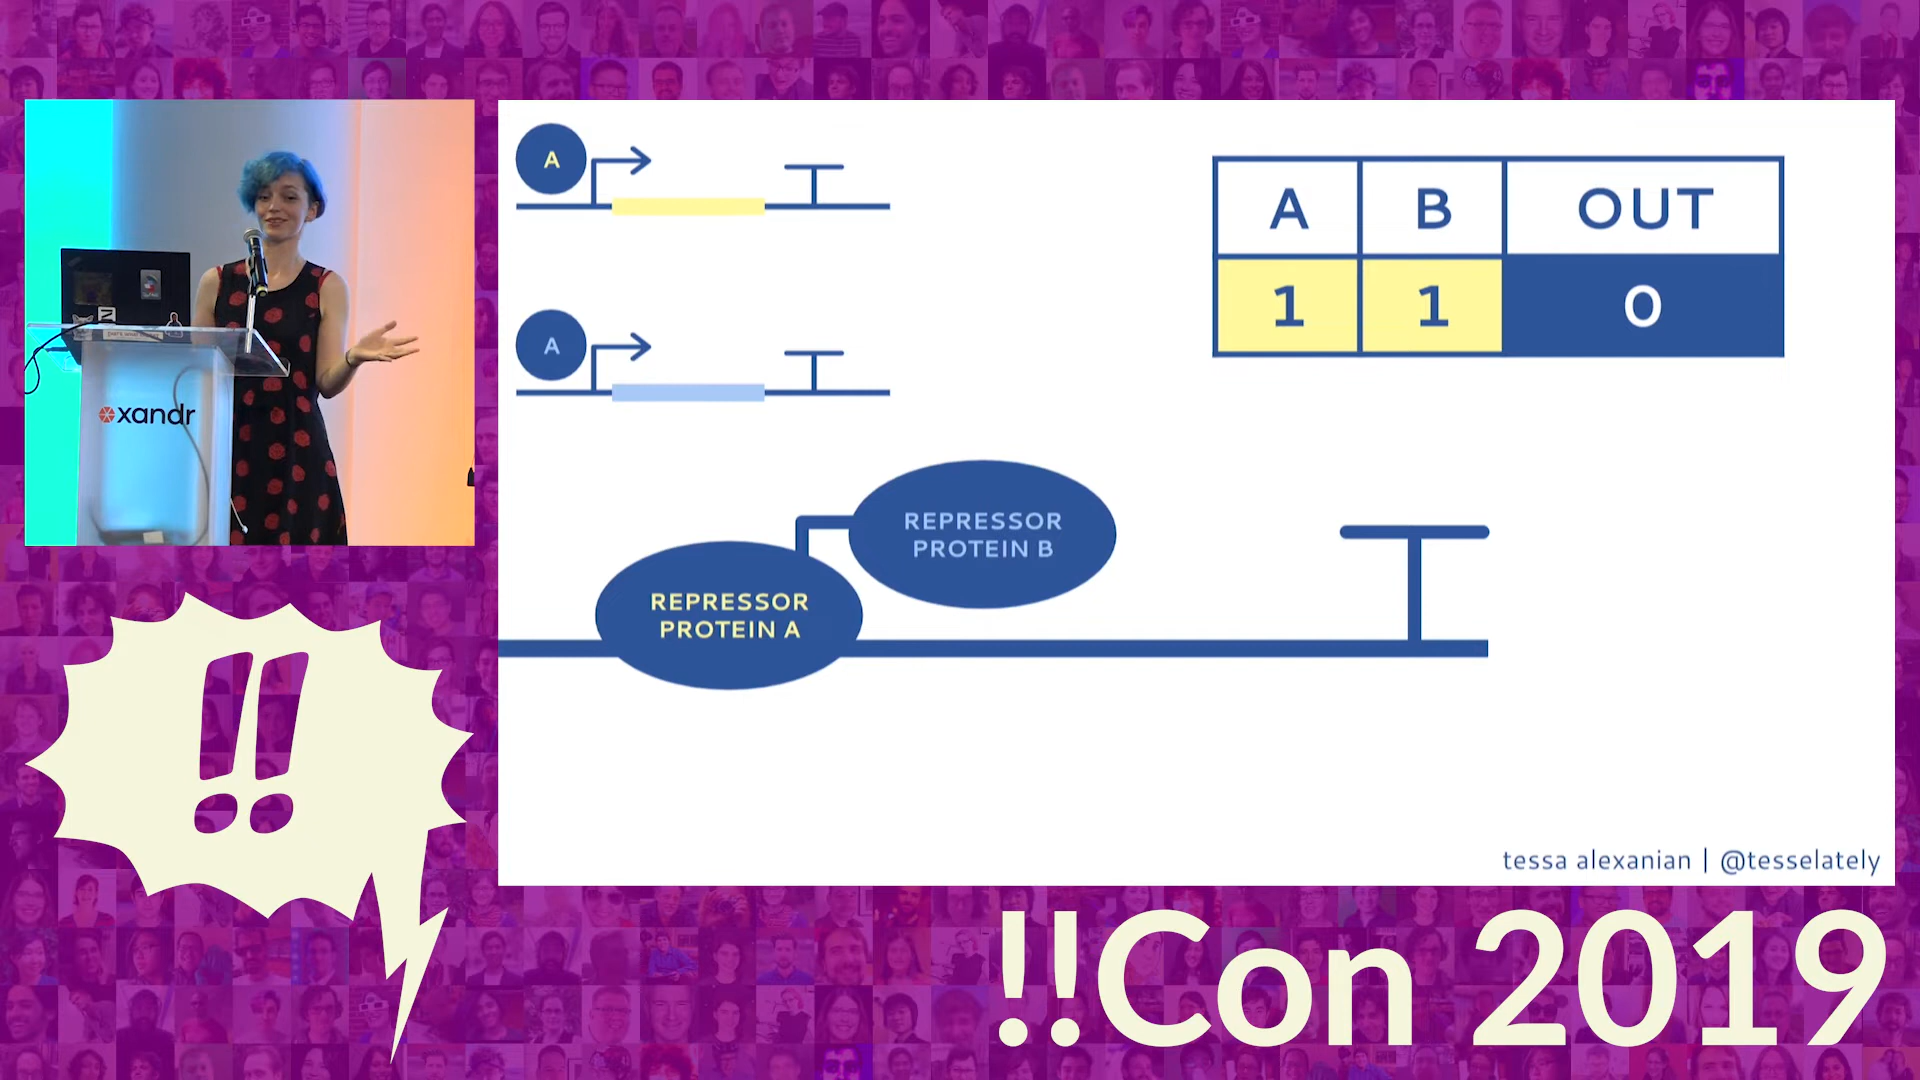 A
A
A B OUT
1 1 0
REPRESSOR
PROTEIN B
REPRESSOR
PROTEIN A
xandr
!!
tessa alexanian | @tesselately
!!Con 2019